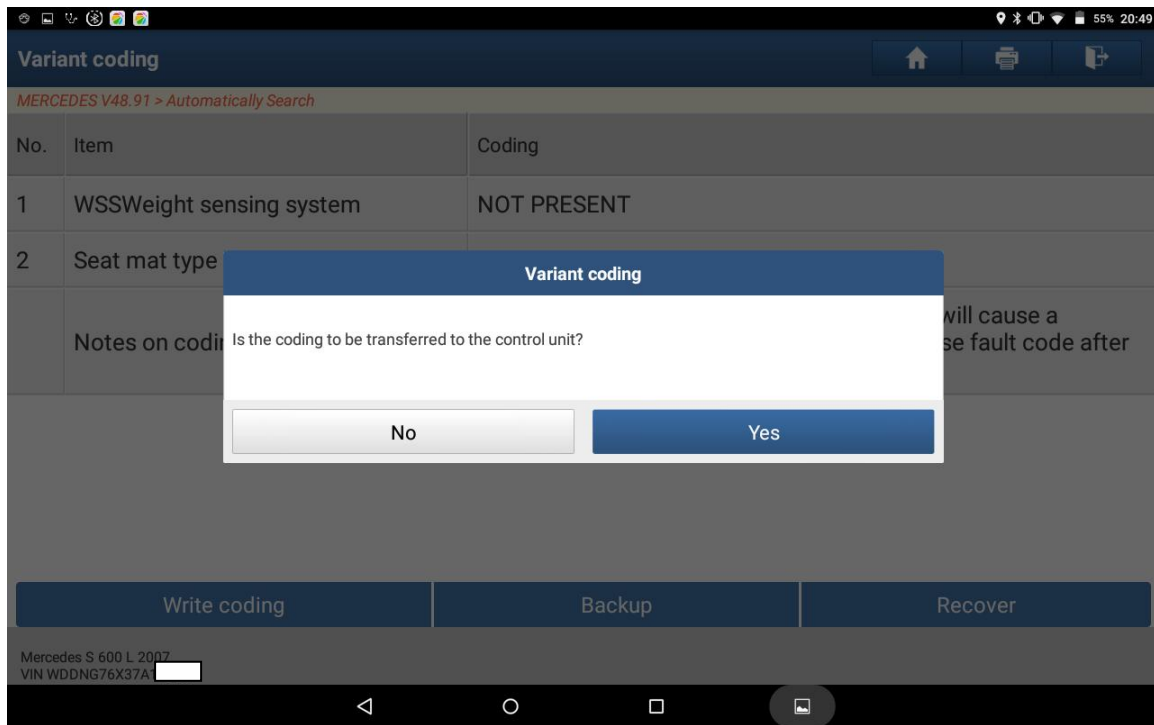 55% 20:49
Variant coding
MERCEDES V48.91 > Automatically Search
No. Item Coding
1 WSSWeight sensing system NOT PRESENT
2 Seat mat type
Variant coding
will cause a
Notes on se fault code after
Is the coding to be transferred to the control unit?
No Yes
Write coding Backup Recover
Mercedes S 600 L 2007
VIN WDDNG76X37A1